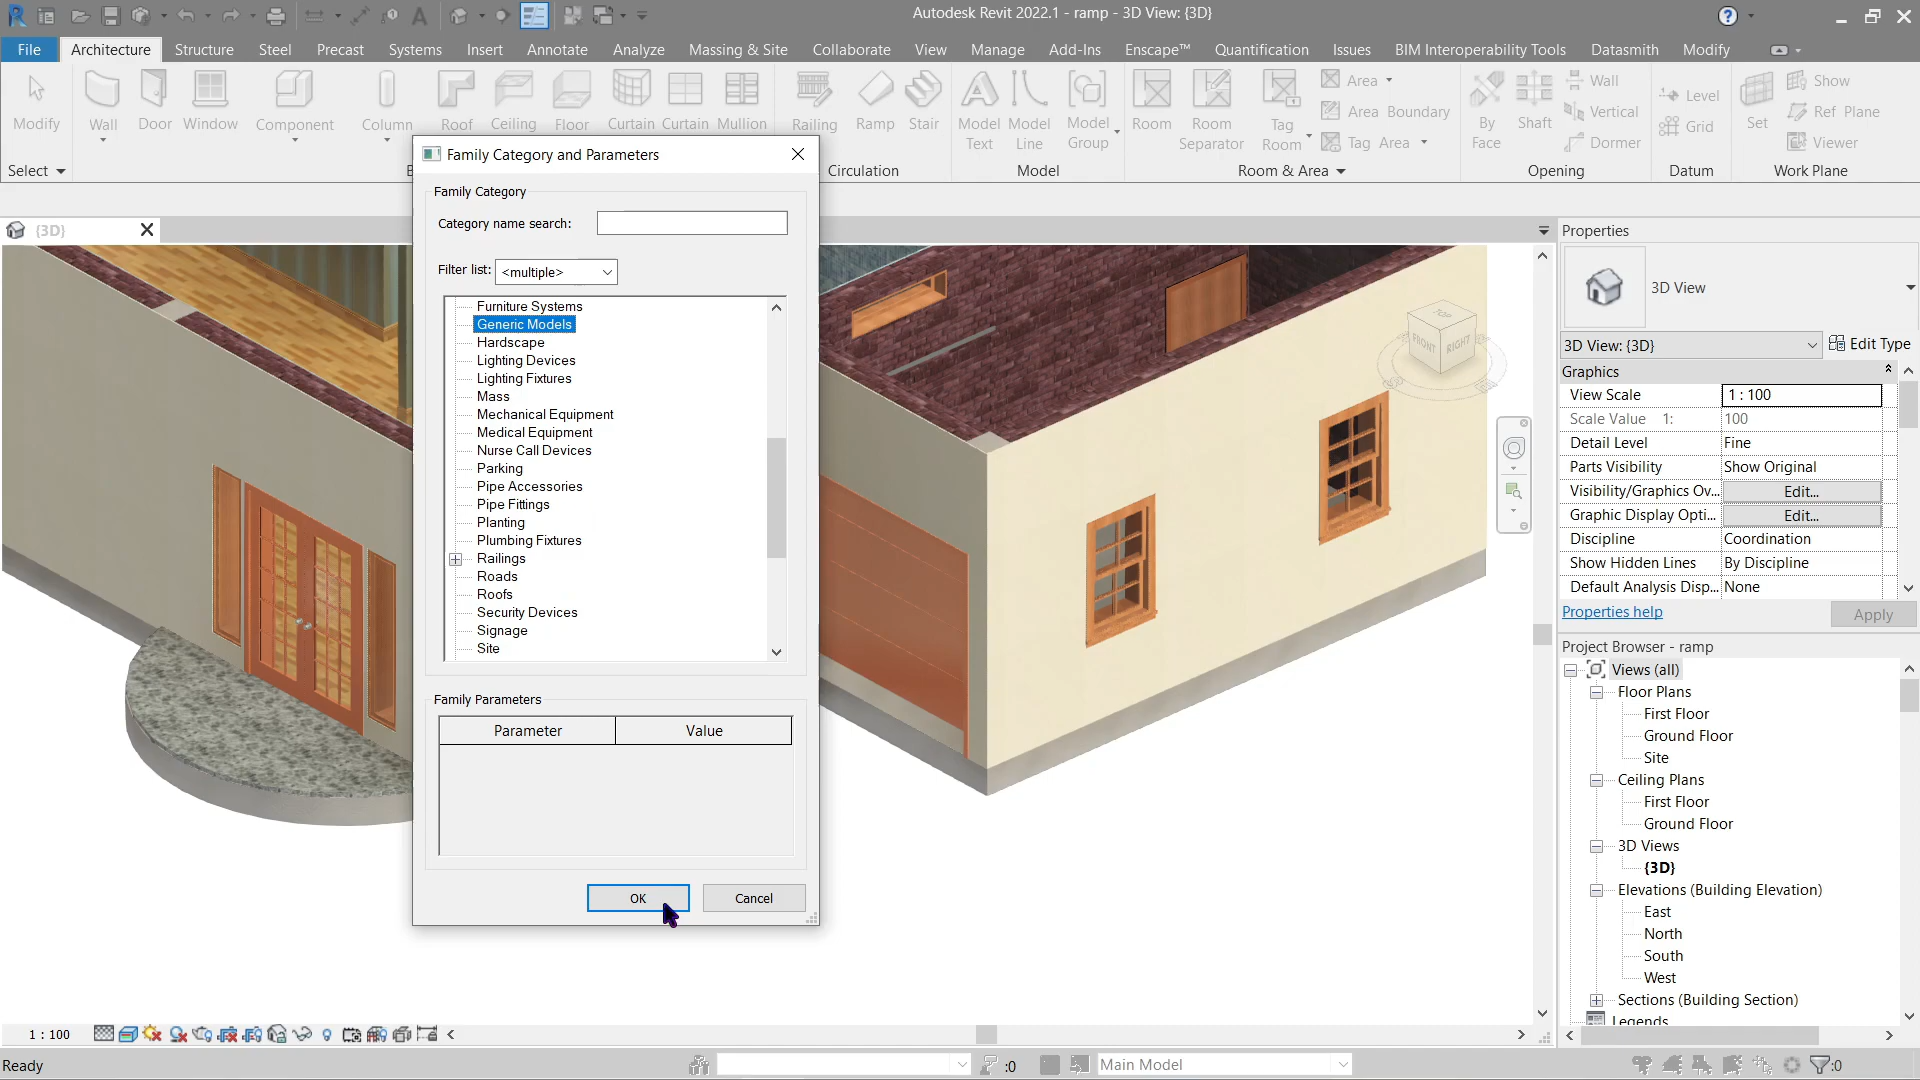 Autodesk Revit 2022.1 - ramp - 3D View: {3D}
File Architecture Structure Steel Precast Systems Insert Annotate Analyze Massing & Site Collaborate View Manage Add-Ins Enscape™ Quantification Issues BIM Interoperability Tools Datasmith Modify
Modify
Wall
Door
Window
Component
Column
Roof
Ceiling
Floor
Curtain
Curtain
Mullion
Railing
Ramp
Stair
Model Text
Model Line
Model Group
Room
Room Separator
Tag Room
Area
Area Boundary
Tag Area
By Face
Shaft
Wall
Vertical
Dormer
Level
Grid
Set
Show
Ref Plane
Viewer
Select
Circulation
Model
Room & Area
Opening
Datum
Work Plane
{3D}
Family Category and Parameters
Family Category
Category name search:
Filter list: <multiple>
Furniture Systems
Generic Models
Hardscape
Lighting Devices
Lighting Fixtures
Mass
Mechanical Equipment
Medical Equipment
Nurse Call Devices
Parking
Pipe Accessories
Pipe Fittings
Planting
Plumbing Fixtures
Railings
Roads
Roofs
Security Devices
Signage
Site
Family Parameters
Parameter Value
OK Cancel
TOP
FRONT RIGHT
Properties
3D View
3D View: {3D} Edit Type
Graphics
View Scale 1 : 100
Scale Value 1: 100
Detail Level Fine
Parts Visibility Show Original
Visibility/Graphics Ov... Edit...
Graphic Display Opti... Edit...
Discipline Coordination
Show Hidden Lines By Discipline
Default Analysis Disp... None
Properties help Apply
Project Browser - ramp
Views (all)
Floor Plans
First Floor
Ground Floor
Site
Ceiling Plans
First Floor
Ground Floor
3D Views
{3D}
Elevations (Building Elevation)
East
North
South
West
Sections (Building Section)
Legends
1 : 100
Ready
:0
Main Model
:0